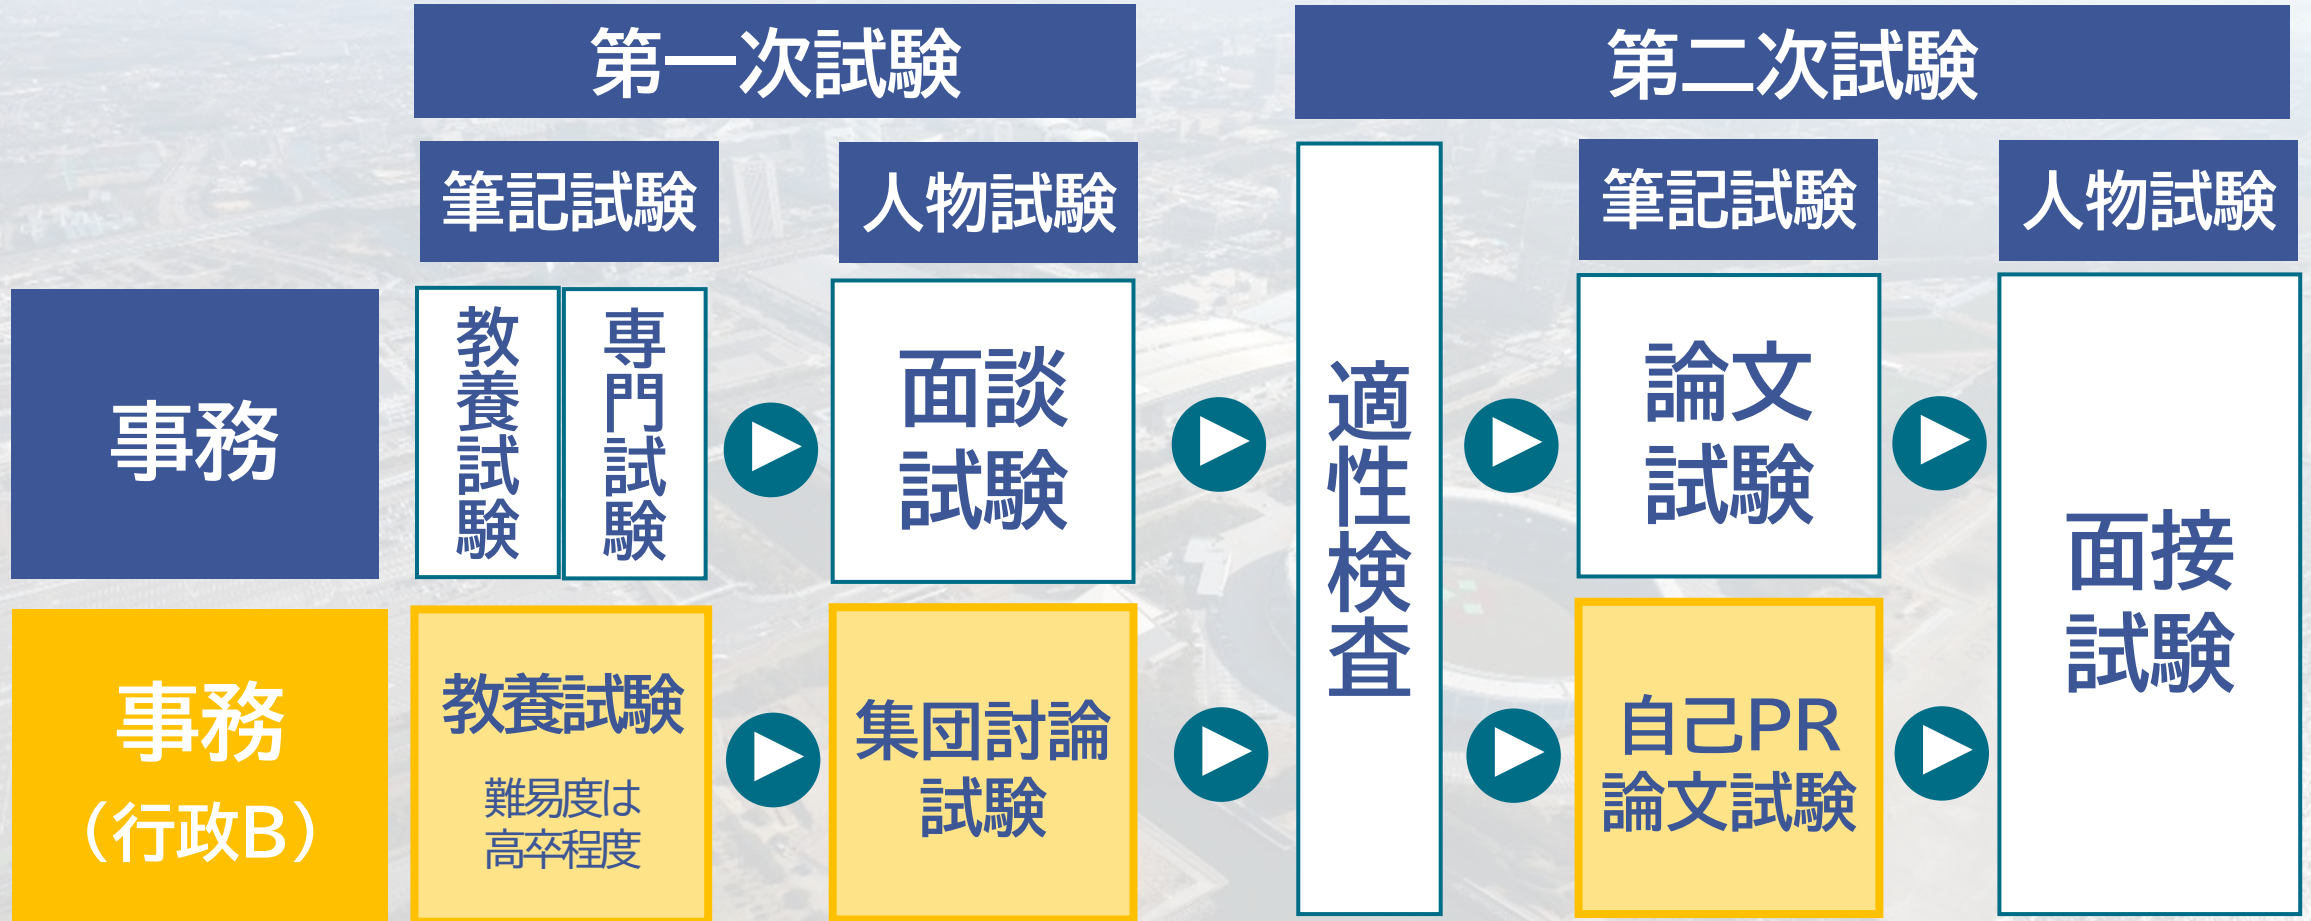 第一次試験
第二次試験
筆記試験
人物試験
筆記試験
人物試験
事務
教養試験
専門試験
面談
試験
適性検査
論文
試験
面接
試験
事務
（行政B）
教養試験
難易度は
高卒程度
集団討論
試験
自己PR
論文試験